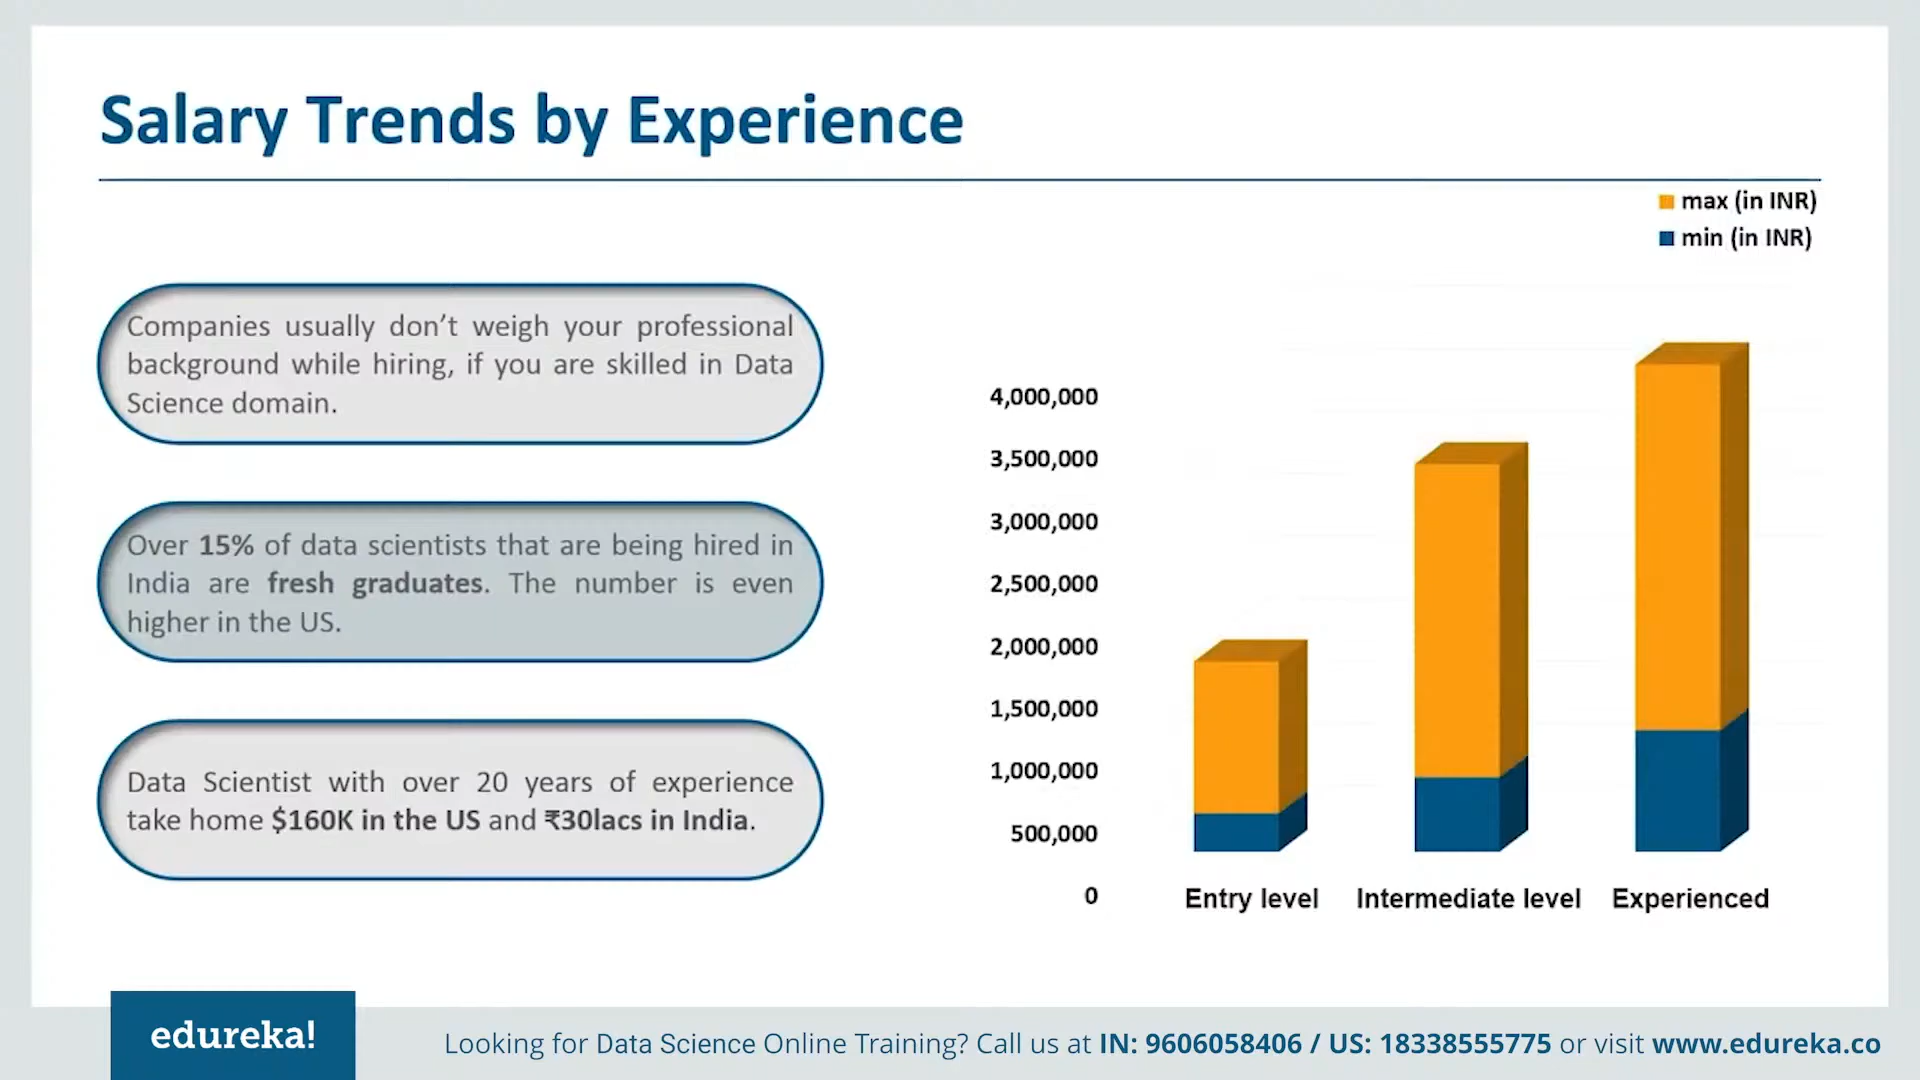 Salary Trends by Experience
max (in INR)
min (in INR)
Companies usually don't weigh your professional
background while hiring, if you are skilled in Data
Science domain.
Over 15% of data scientists that are being hired in
India are fresh graduates. The number is even
higher in the US.
Data Scientist with over 20 years of experience
take home $160K in the US and ₹30lacs in India.
4,000,000
3,500,000
3,000,000
2,500,000
2,000,000
1,500,000
1,000,000
500,000
0
Entry level Intermediate level Experienced
edureka!
Looking for Data Science Online Training? Call us at IN: 9606058406 / US: 18338555775 or visit www.edureka.co